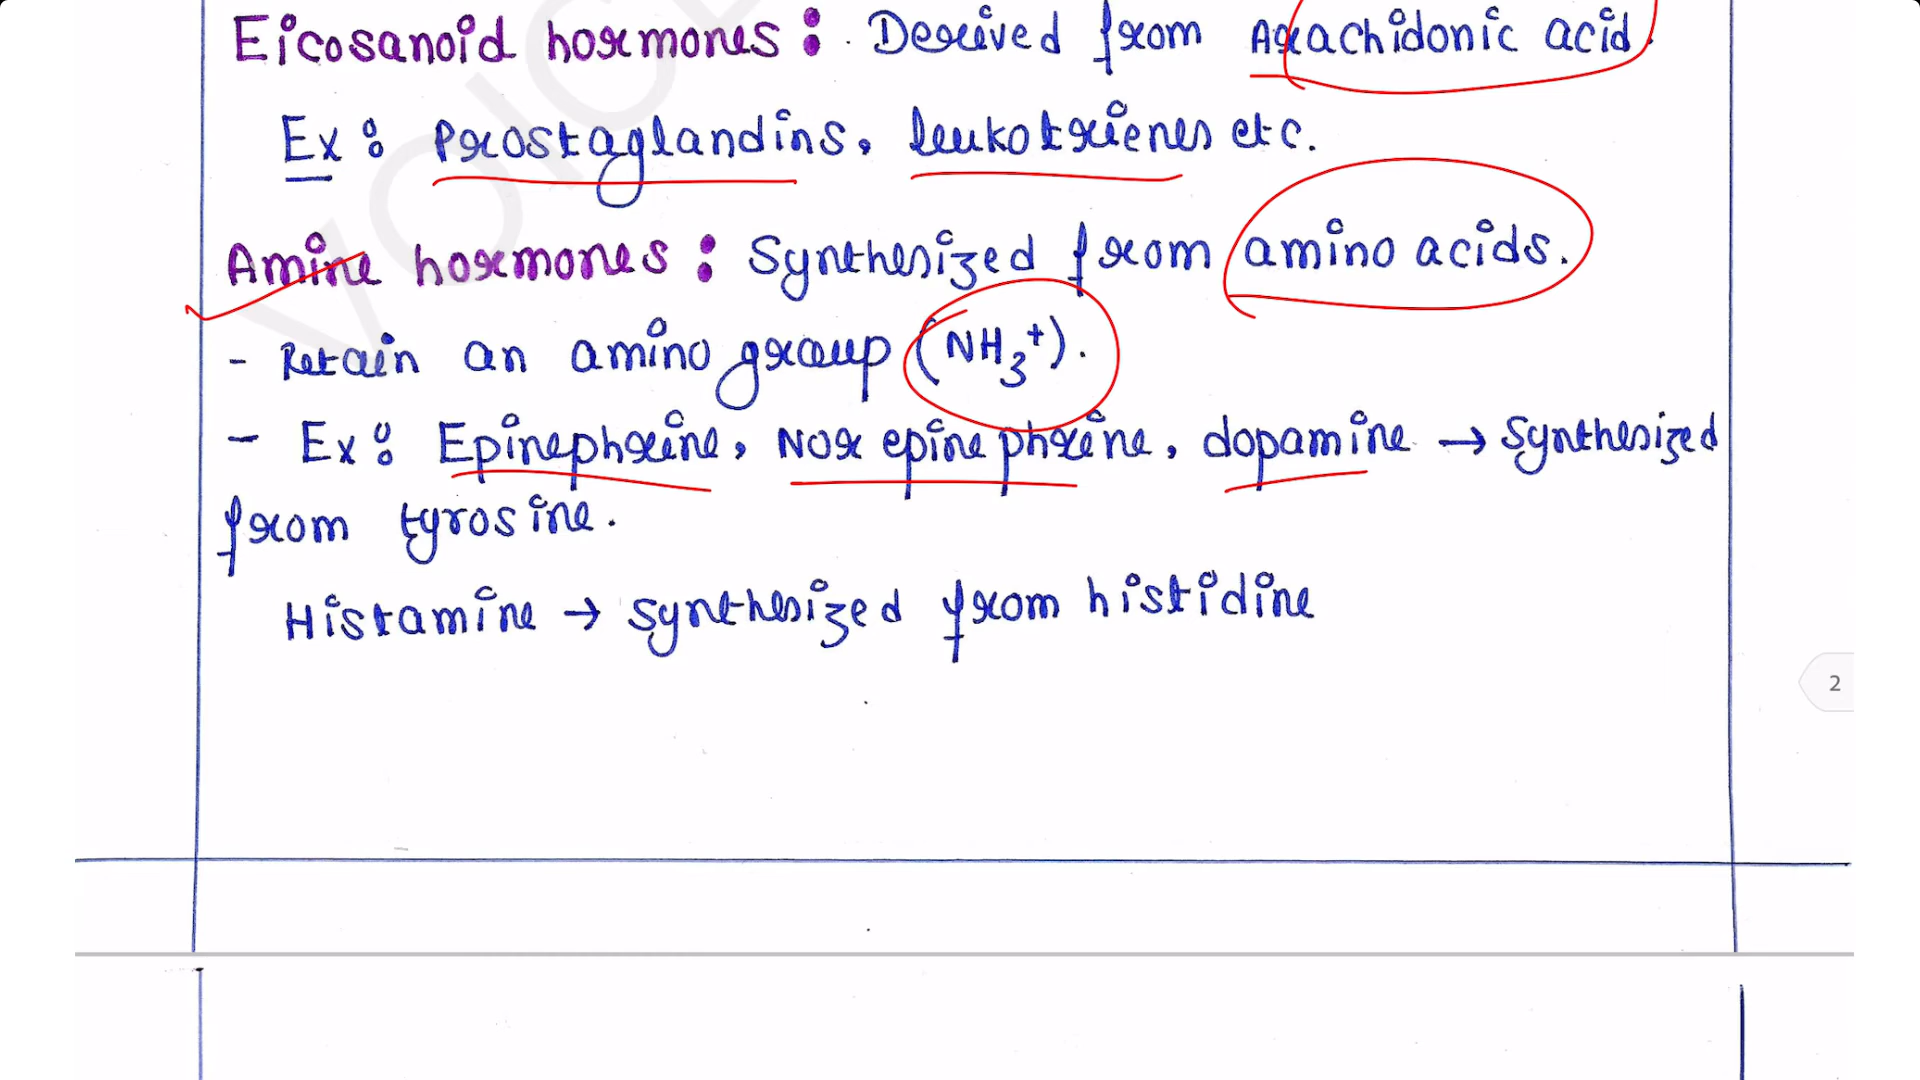 Eicosanoid hormones : Derived from Arachidonic acid.
Ex : Prostaglandins, leukotrienes etc.
Amine hormones : Synthesized from amino acids.
- Retain an amino group (NH3+).
- Ex : Epinephrine, Nor epinephrine, dopamine → Synthesized
from tyrosine.
Histamine → synthesized from histidine
2